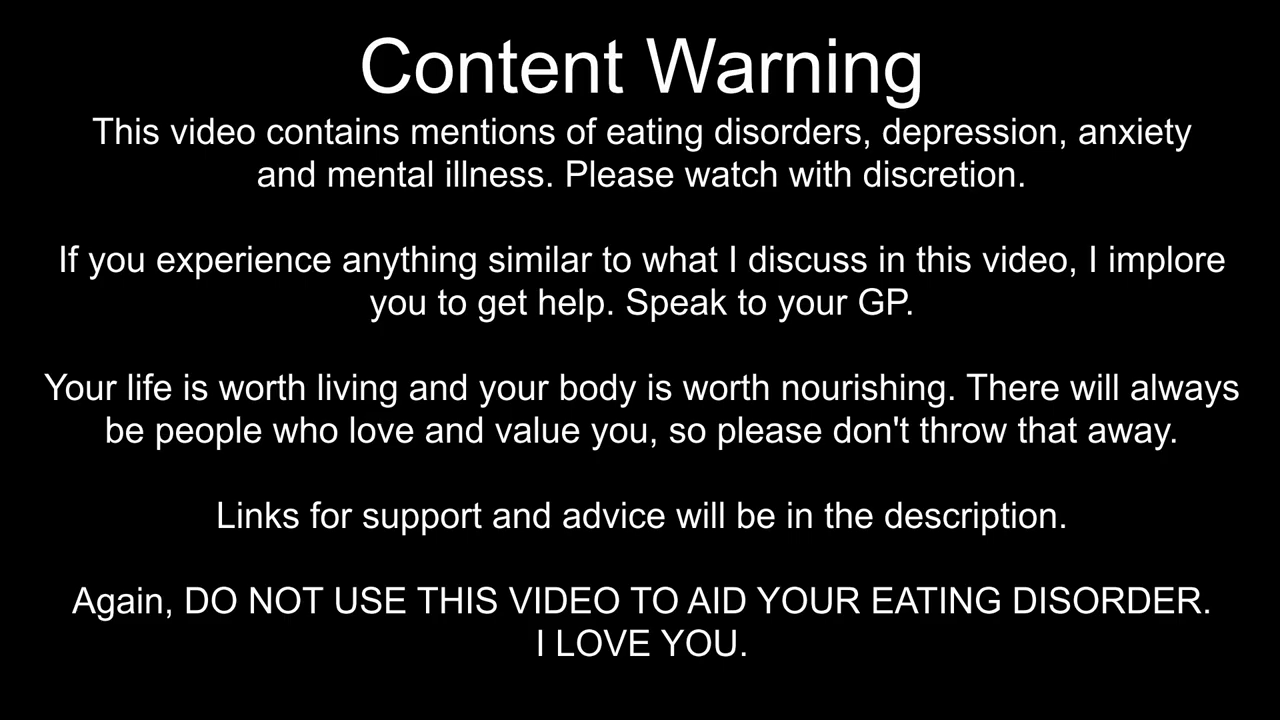 Content Warning
This video contains mentions of eating disorders, depression, anxiety
and mental illness. Please watch with discretion.
If you experience anything similar to what I discuss in this video, I implore
you to get help. Speak to your GP.
Your life is worth living and your body is worth nourishing. There will always
be people who love and value you, so please don't throw that away.
Links for support and advice will be in the description.
Again, DO NOT USE THIS VIDEO TO AID YOUR EATING DISORDER.
I LOVE YOU.